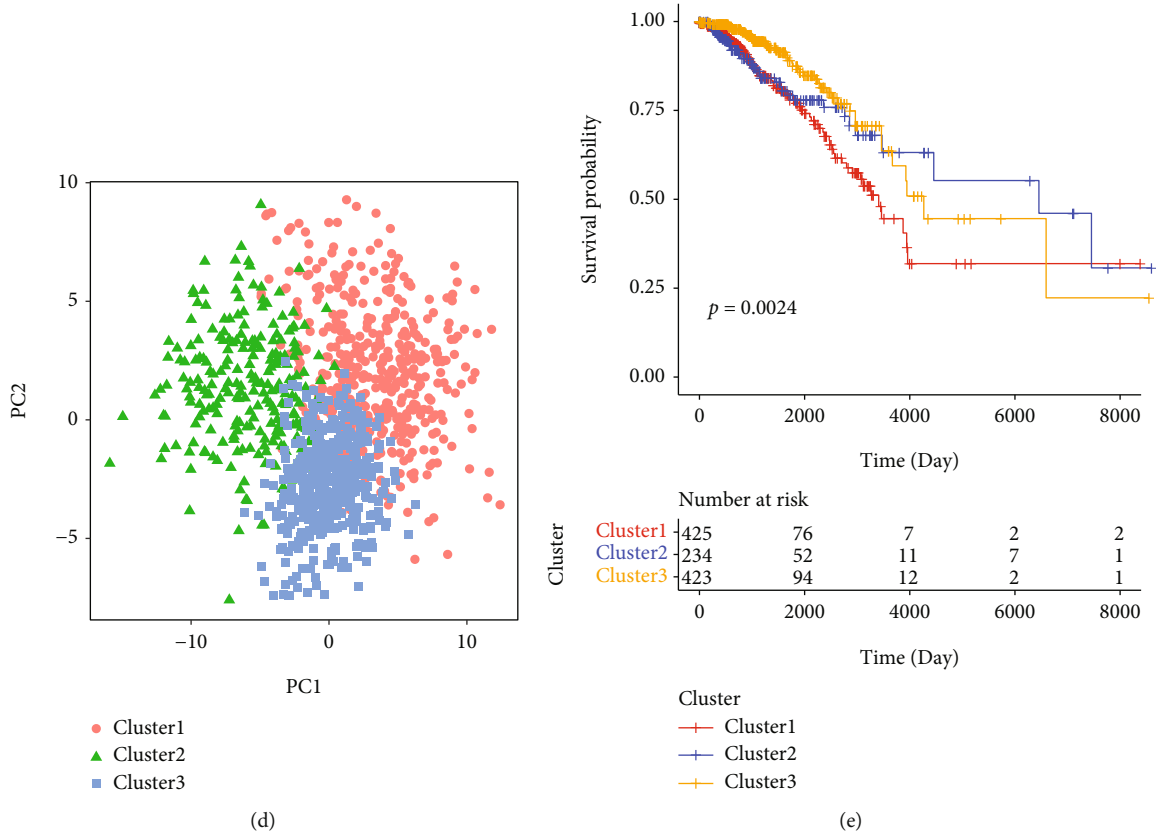 10
5
0
−5
PC2
−10 0 10
PC1
Cluster1
Cluster2
Cluster3
(d)
1.00
0.75
0.50
0.25
0.00
Survival probability
p = 0.0024
0 2000 4000 6000 8000
Time (Day)
Number at risk
Cluster
Cluster1 425 76 7 2 2
Cluster2 234 52 11 7 1
Cluster3 423 94 12 2 1
0 2000 4000 6000 8000
Time (Day)
Cluster
Cluster1
Cluster2
Cluster3
(e)